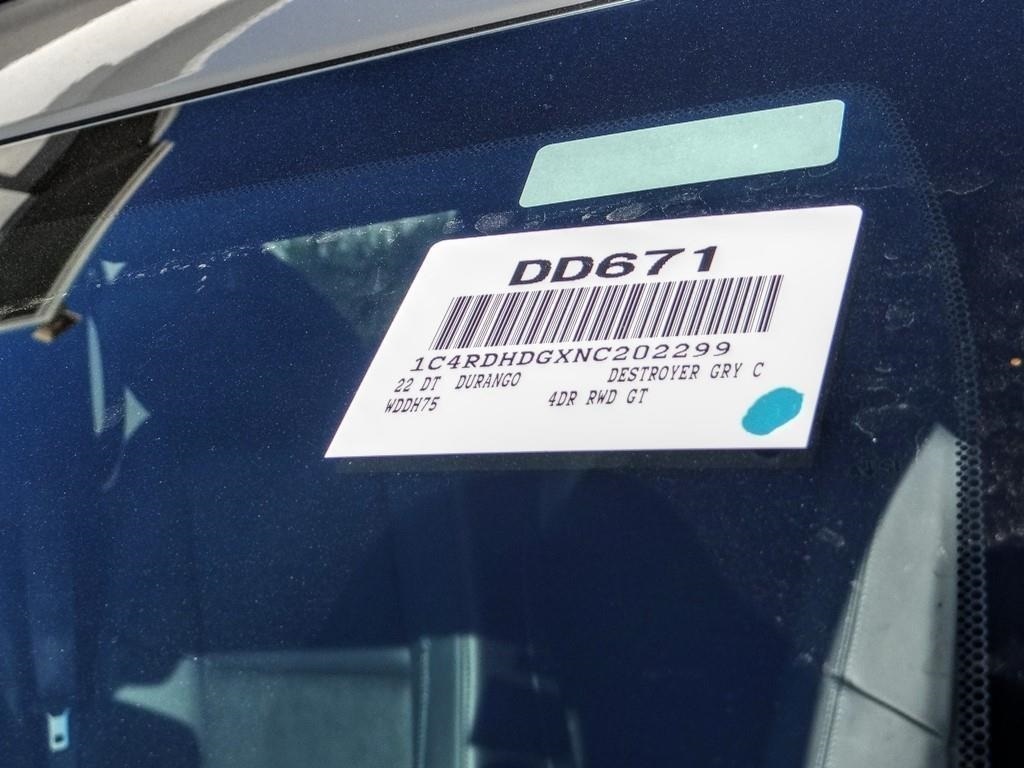 DD671
1C4RDHDGXNC202299
22 DT DURANGO DESTROYER GRY C
WDDH75 4DR RWD GT